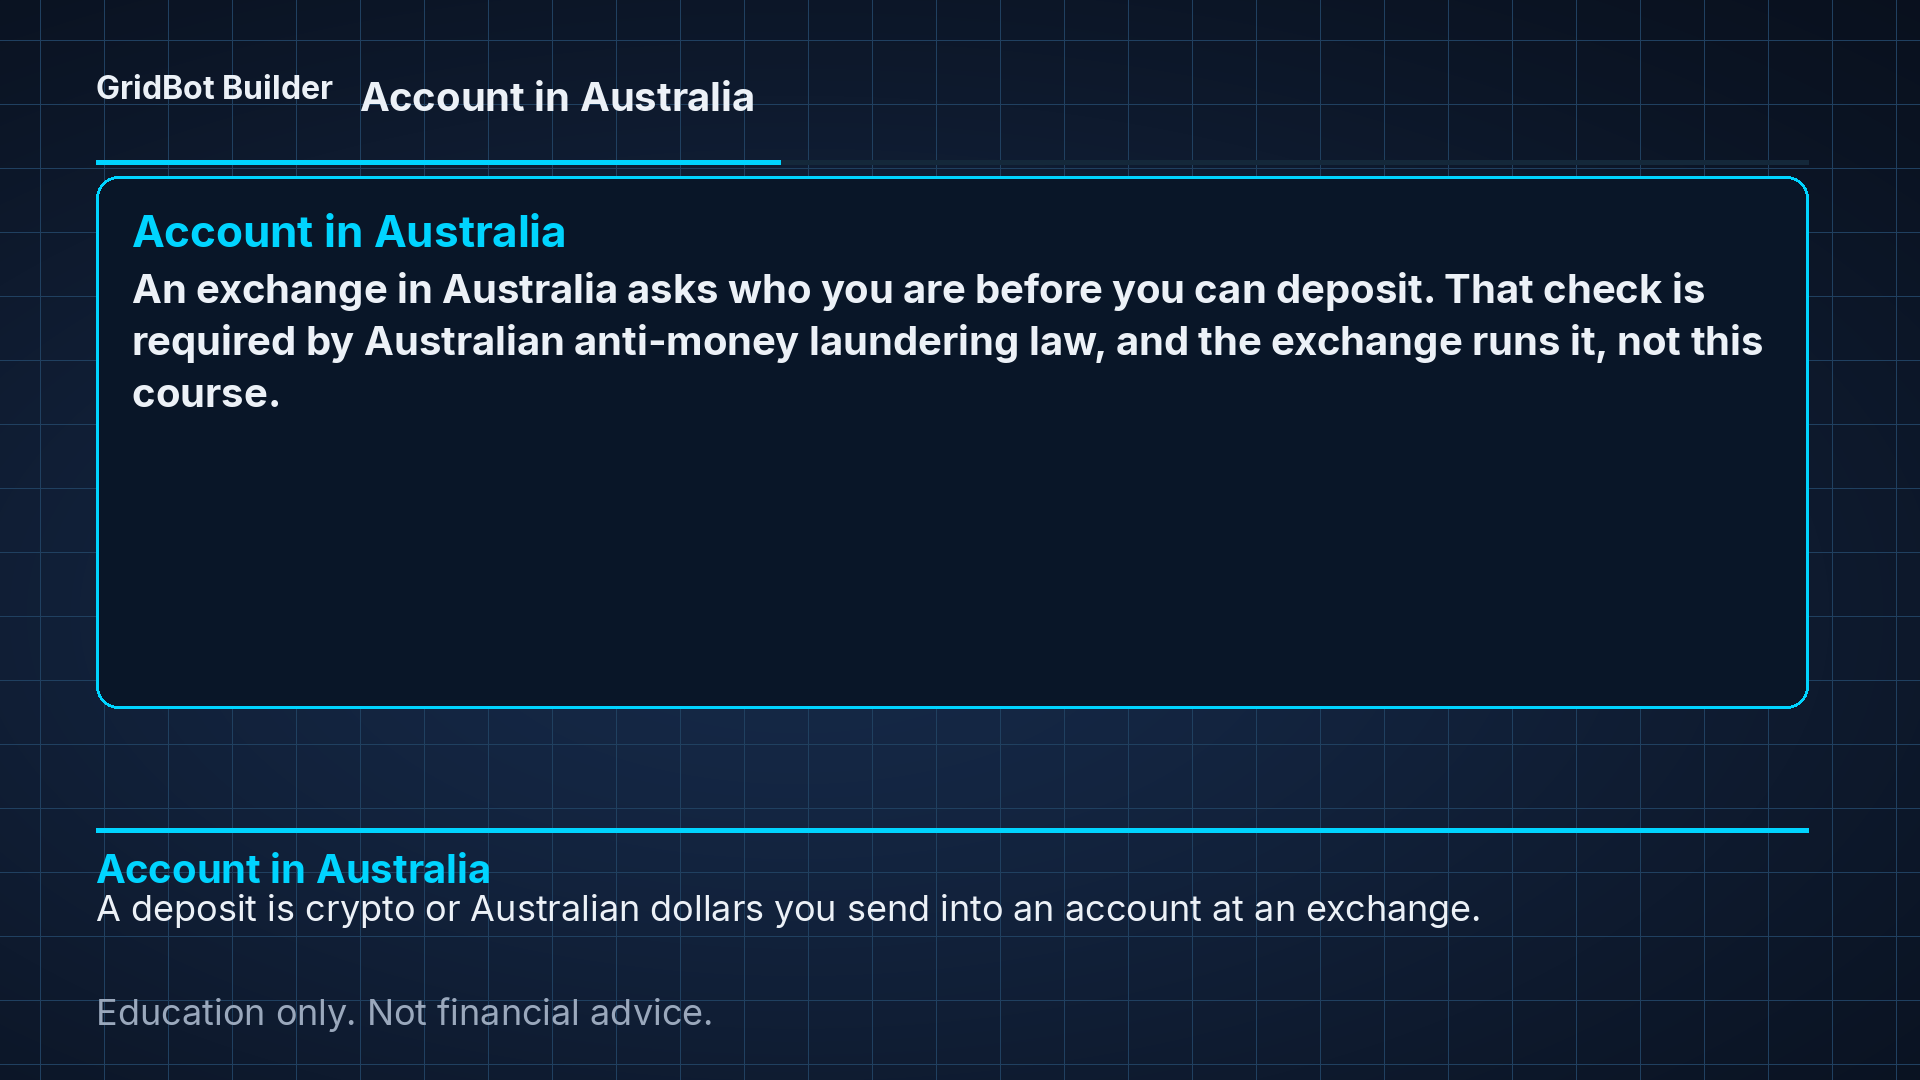 GridBot Builder
Account in Australia
Account in Australia
An exchange in Australia asks who you are before you can deposit. That check is
required by Australian anti-money laundering law, and the exchange runs it, not this
course.
Account in Australia
A deposit is crypto or Australian dollars you send into an account at an exchange.
Education only. Not financial advice.